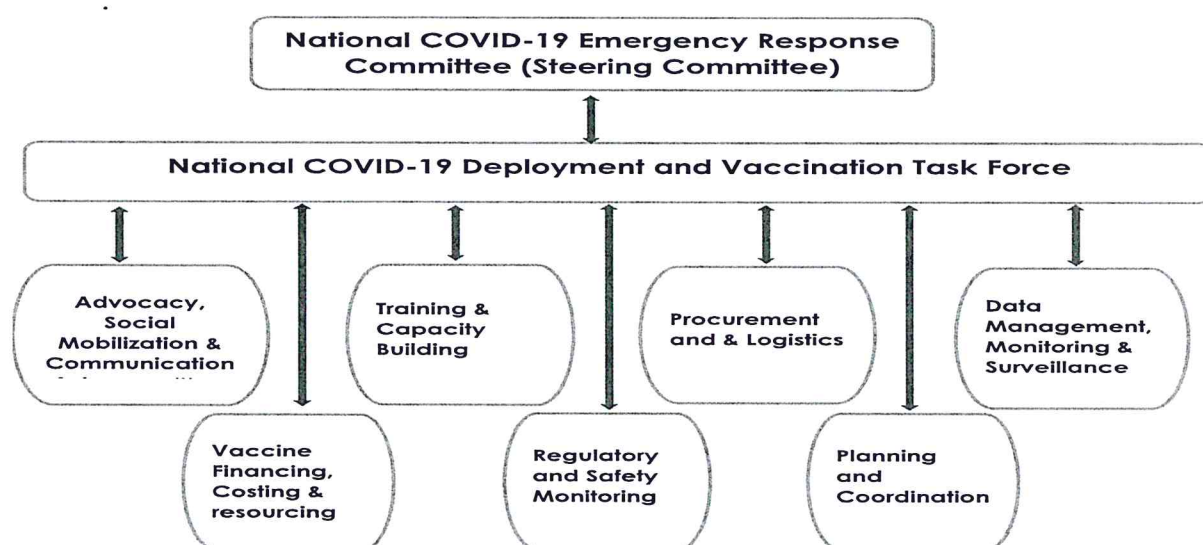 National COVID-19 Emergency Response
Committee (Steering Committee)
National COVID-19 Deployment and Vaccination Task Force
Advocacy,
Social
Mobilization &
Communication
Training &
Capacity
Building
Procurement
and & Logistics
Data
Management,
Monitoring &
Surveillance
Vaccine
Financing,
Costing &
resourcing
Regulatory
and Safety
Monitoring
Planning
and
Coordination